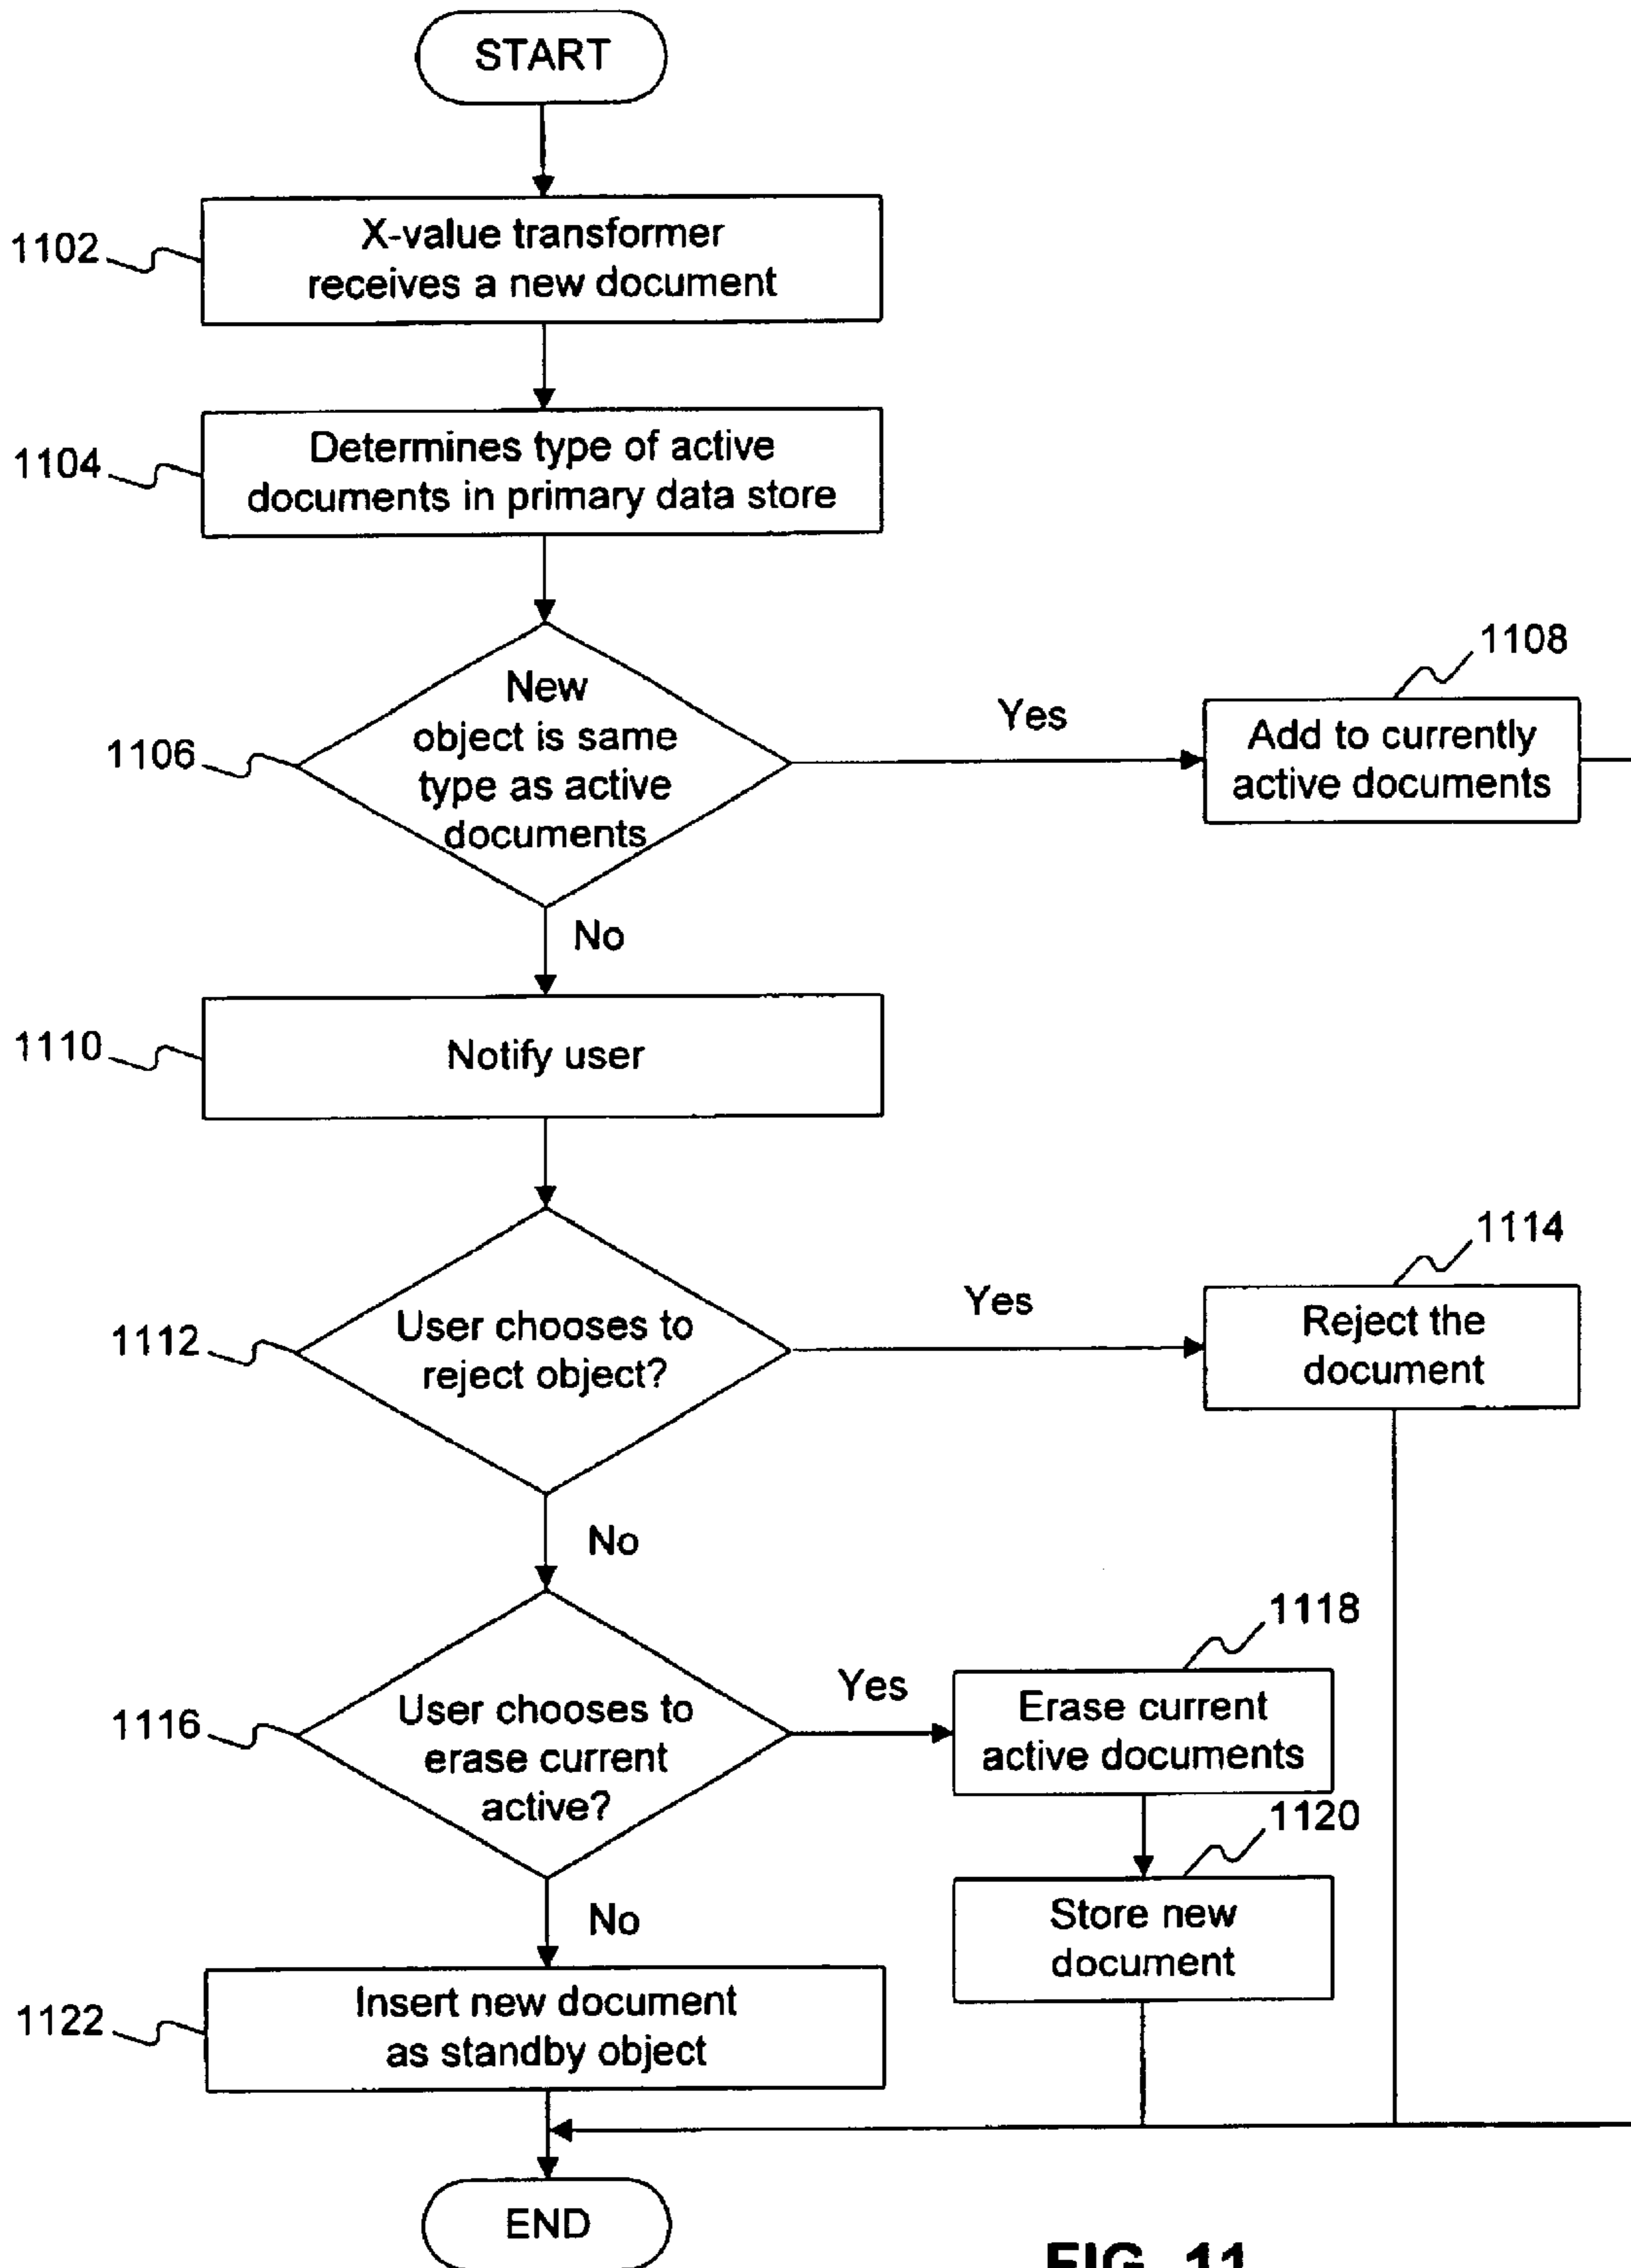 START
1102
X-value transformer
receives a new document
1104
Determines type of active
documents in primary data store
1106
New
object is same
type as active
documents
Yes
1108
Add to currently
active documents
No
1110
Notify user
1112
User chooses to
reject object?
Yes
1114
Reject the
document
No
1116
User chooses to
erase current
active?
Yes
1118
Erase current
active documents
1120
Store new
document
No
1122
Insert new document
as standby object
END
FIG. 11